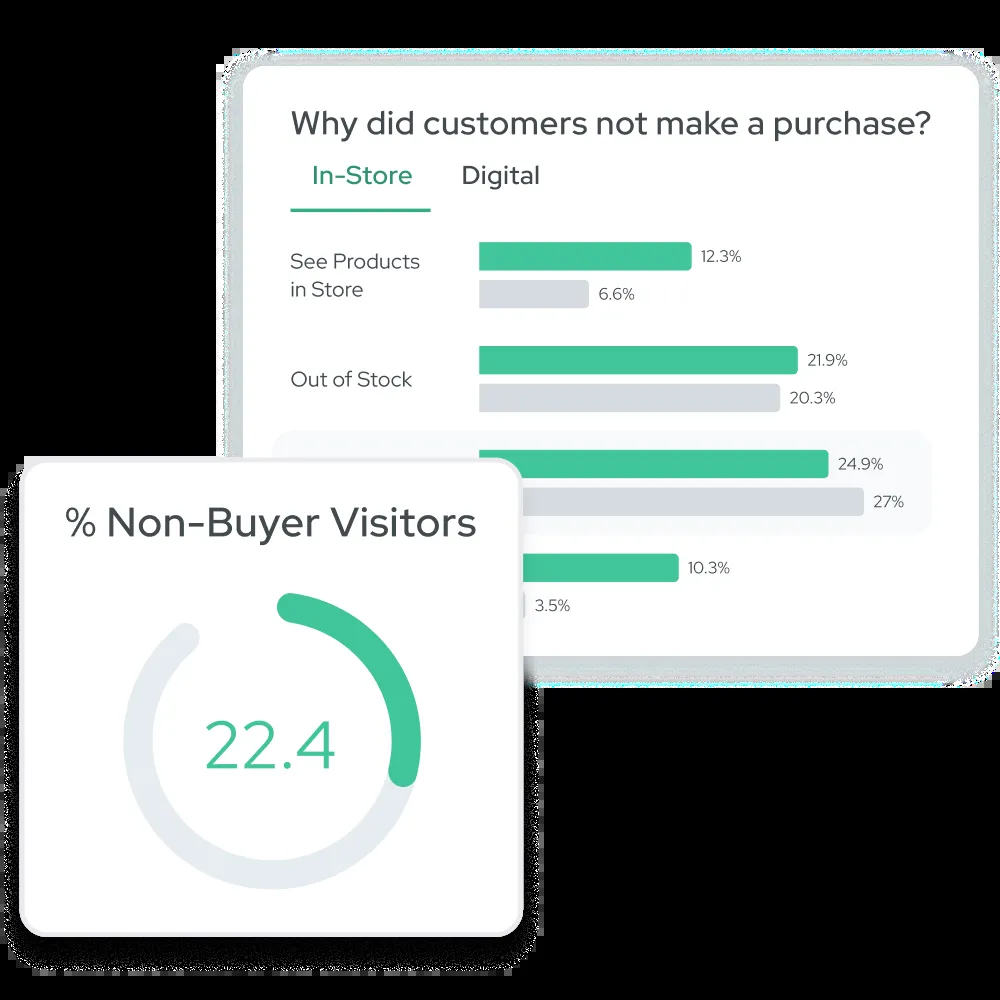 Why did customers not make a purchase?
In-Store Digital
See Products
in Store
12.3%
6.6%
Out of Stock
21.9%
20.3%
24.9%
27%
10.3%
3.5%
% Non-Buyer Visitors
22.4